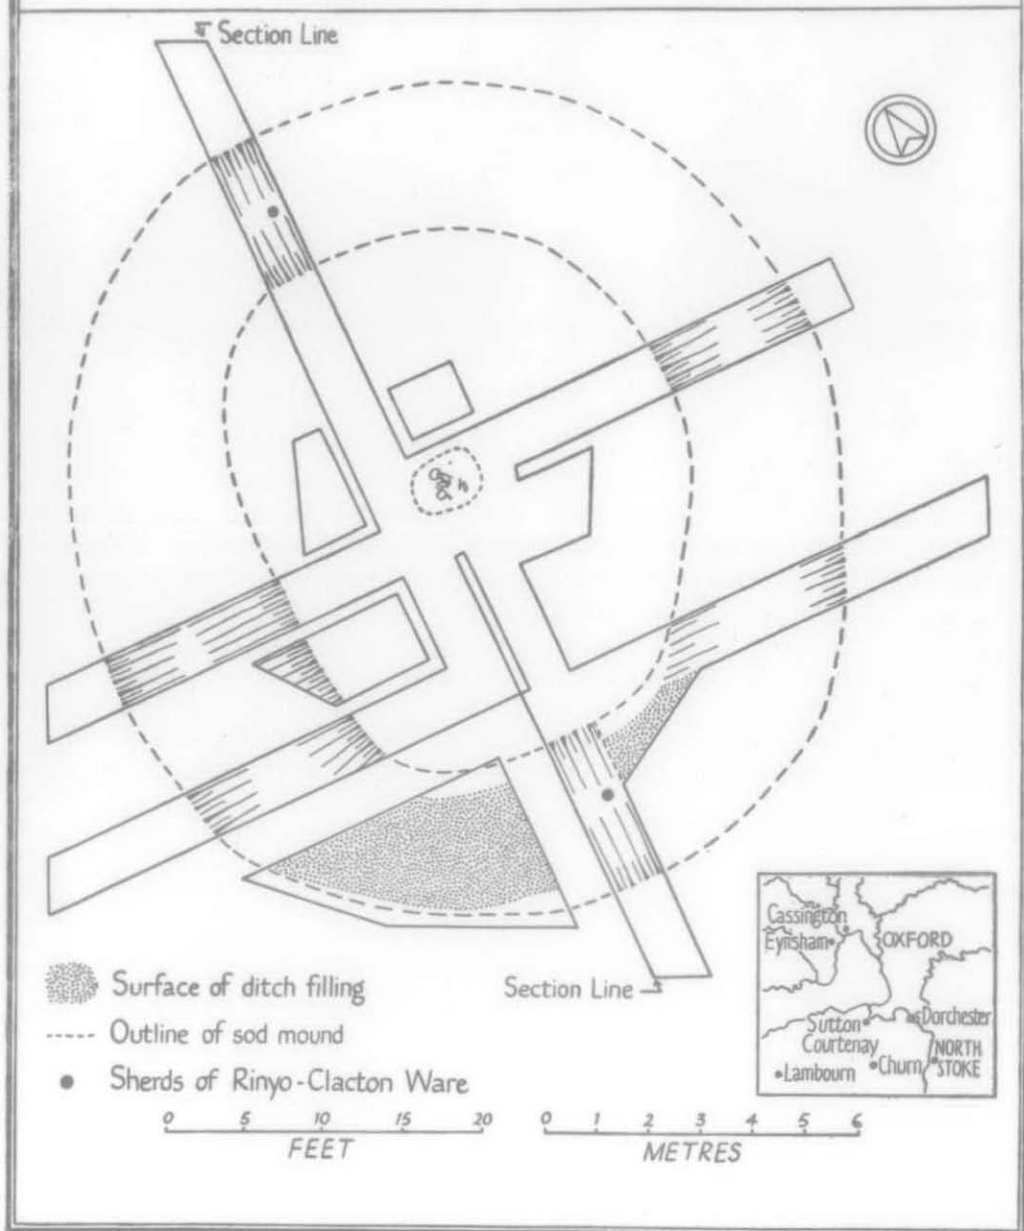 Section Line
Cassington
Eynsham
OXFORD
Sutton
Courtenay
Dorchester
NORTH
STOKE
Churn
Lambourn
Section Line
Surface of ditch filling
Outline of sod mound
Sherds of Rinyo-Clacton Ware
0 5 10 15 20
FEET
0 1 2 3 4 5 6
METRES